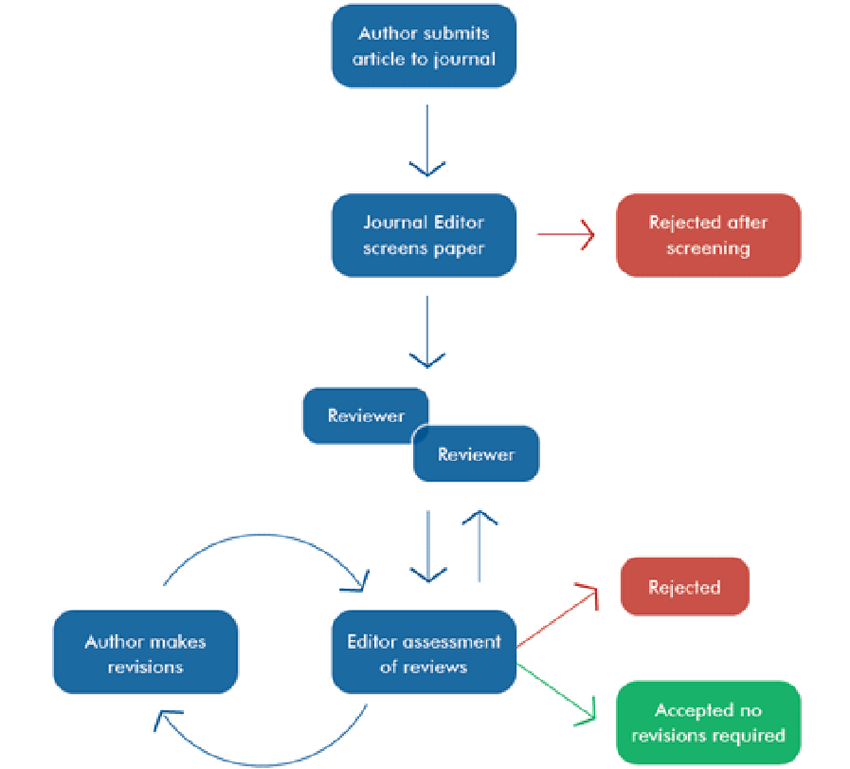 Author submits
article to journal
Journal Editor
screens paper
Rejected after
screening
Reviewer
Reviewer
Author makes
revisions
Editor assessment
of reviews
Rejected
Accepted no
revisions required